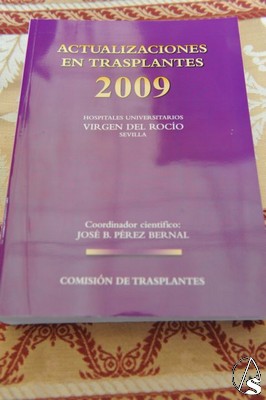 ACTUALIZACIONES
EN TRASPLANTES
2009
HOSPITALES UNIVERSITARIOS
VIRGEN DEL ROCÍO
SEVILLA
Coordinador científico:
JOSÉ B. PÉREZ BERNAL
COMISIÓN DE TRASPLANTES